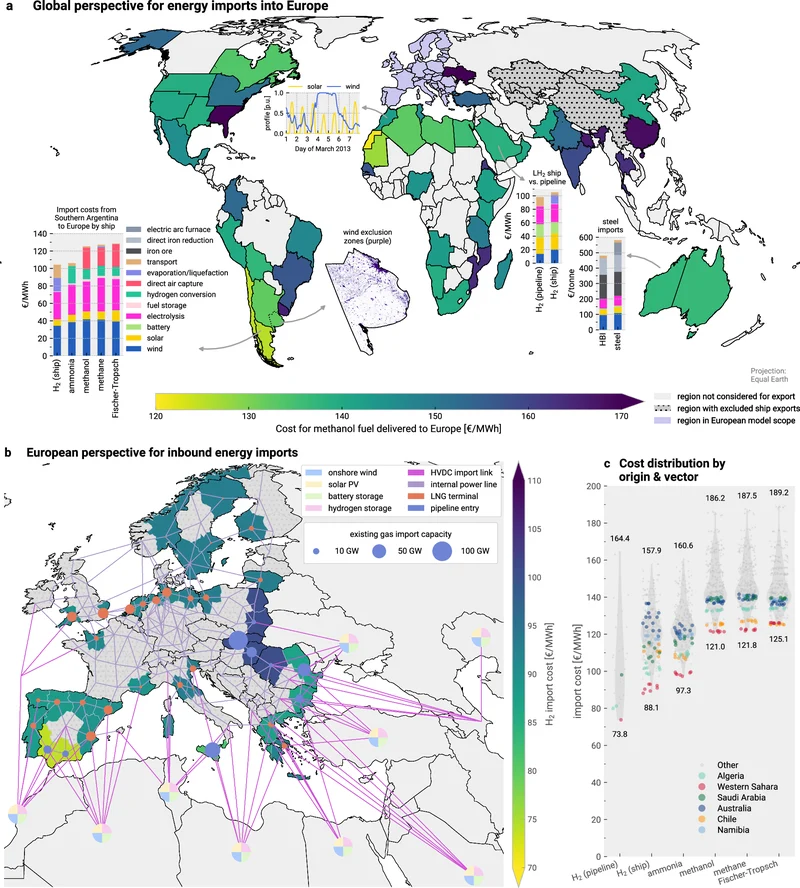 a Global perspective for energy imports into Europe
solar wind
profile [p.u.]
1.0
0.5
0.0
1 2 3 4 5 6 7
Day of March 2013
LH₂ ship
vs. pipeline
€/MWh
100
80
60
40
20
0
H₂ (pipeline)
H₂ (ship)
steel
imports
€/tonne
600
500
400
300
200
100
0
HBI
steel
wind exclusion
zones (purple)
Import costs from
Southern Argentina
to Europe by ship
€/MWh
140
120
100
80
60
40
20
0
H₂ (ship)
ammonia
methanol
methane
Fischer-Tropsch
electric arc furnace
direct iron reduction
iron ore
transport
evaporation/liquefaction
direct air capture
hydrogen conversion
fuel storage
electrolysis
battery
solar
wind
Projection:
Equal Earth
120 130 140 150 160 170
Cost for methanol fuel delivered to Europe [€/MWh]
region not considered for export
region with excluded ship exports
region in European model scope
b European perspective for inbound energy imports
onshore wind
solar PV
battery storage
hydrogen storage
HVDC import link
internal power line
LNG terminal
pipeline entry
existing gas import capacity
10 GW 50 GW 100 GW
110
105
100
95
90
85
80
75
70
H₂ import cost [€/MWh]
c Cost distribution by
origin & vector
import cost [€/MWh]
200
180
160
140
120
100
80
60
40
20
0
164.4
157.9
160.6
186.2
187.5
189.2
73.8
88.1
97.3
121.0
121.8
125.1
Other
Algeria
Western Sahara
Saudi Arabia
Australia
Chile
Namibia
H₂ (pipeline)
H₂ (ship)
ammonia
methanol
methane
Fischer-Tropsch